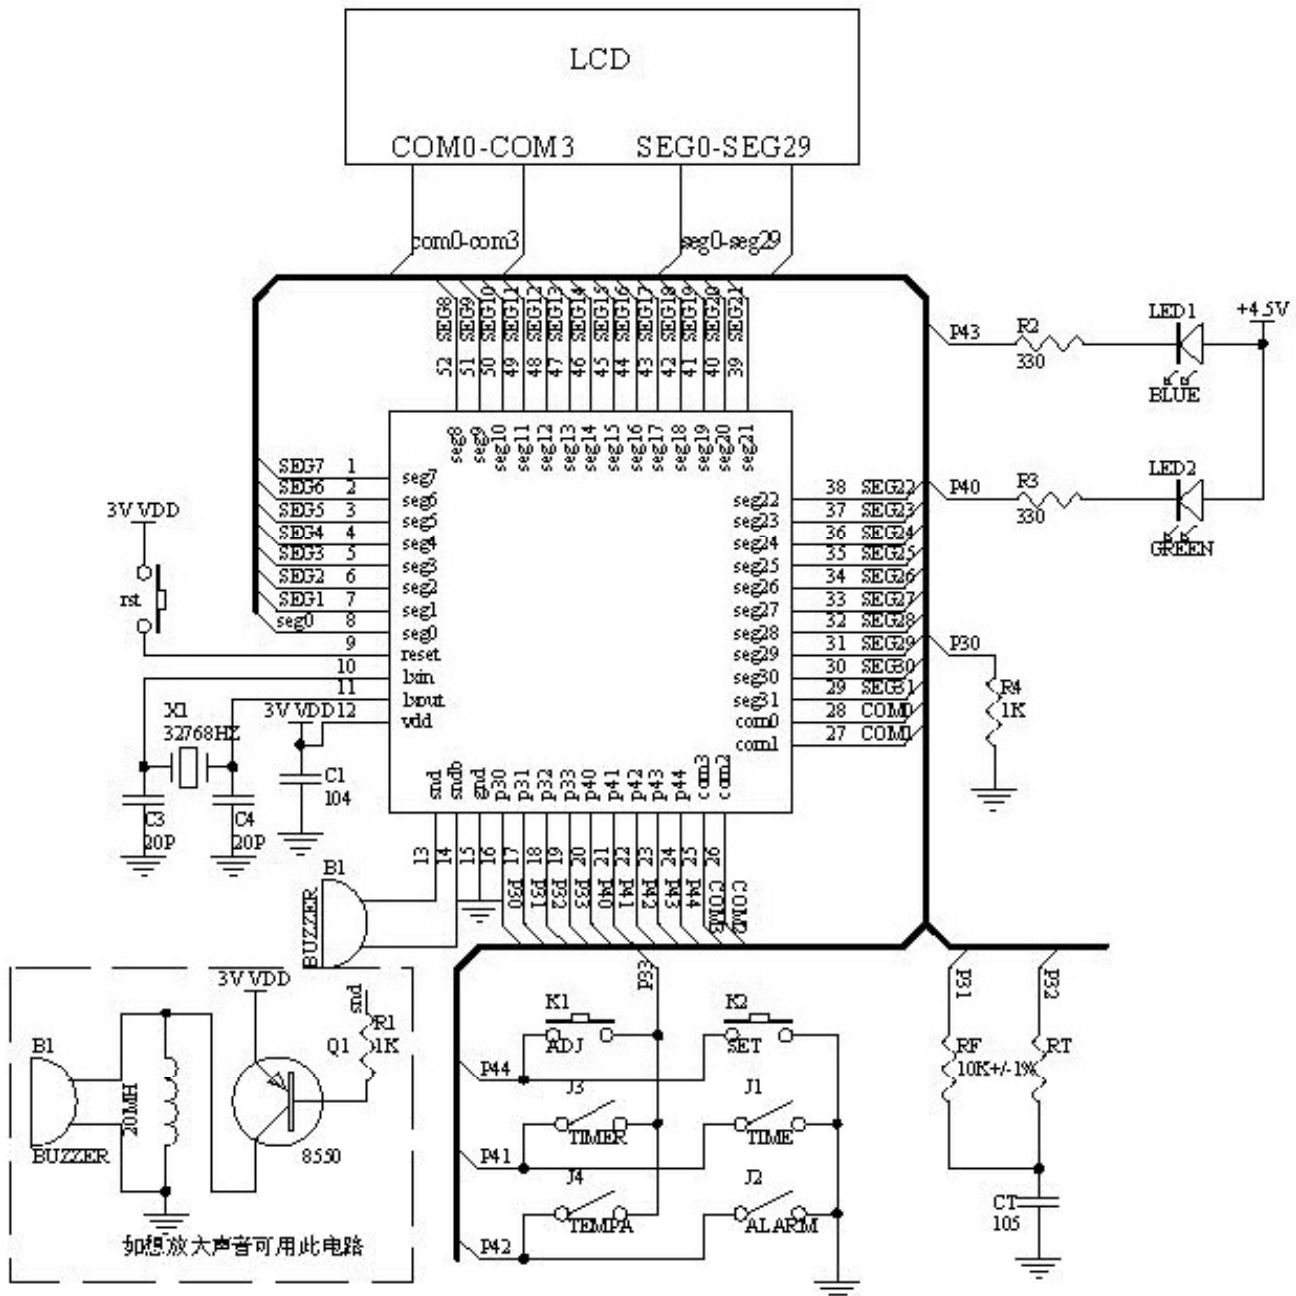 LCD
COM0-COM3 SEG0-SEG29
com0-com3 seg0-seg29
SEG8 SEG9 SEG10 SEG11 SEG12 SEG13 SEG14 SEG15 SEG16 SEG17 SEG18 SEG19 SEG20 SEG21
52 51 50 49 48 47 46 45 44 43 42 41 40 39
seg8 seg9 seg10 seg11 seg12 seg13 seg14 seg15 seg16 seg17 seg18 seg19 seg20 seg21
P43 R2 330 LED1 BLUE +4.5V
P40 R3 330 LED2 GREEN
SEG7 1 seg7
SEG6 2 seg6
SEG5 3 seg5
SEG4 4 seg4
SEG3 5 seg3
SEG2 6 seg2
SEG1 7 seg1
seg0 8 seg0
9 reset
10 lxin
11 lxout
3V VDD 12 vdd
3V VDD
rst
X1
32768HZ
C3
20P
C4
20P
C1
104
seg22 38 SEG22
seg23 37 SEG23
seg24 36 SEG24
seg25 35 SEG25
seg26 34 SEG26
seg27 33 SEG27
seg28 32 SEG28
seg29 31 SEG29
seg30 30 SEG30
seg31 29 SEG31
com0 28 COM0
com1 27 COM1
P30
R4
1K
snd sndb gnd p30 p31 p32 p33 p40 p41 p42 p43 p44 com3 com2
13 14 15 16 17 18 19 20 21 22 23 24 25 26
P30 P31 P32 P33 P40 P41 P42 P43 P44 COM3 COM2
B1
BUZZER
3V VDD
snd
R1
1K
Q1
8550
B1
BUZZER
20MH
如想放大声音可用此电路
P33
K1
ADJ
K2
SET
P44
J3
TIMER
J1
TIME
P41
J4
TEMPA
J2
ALARM
P42
P31 P32
RF
10K+/-1%
RT
CT
105